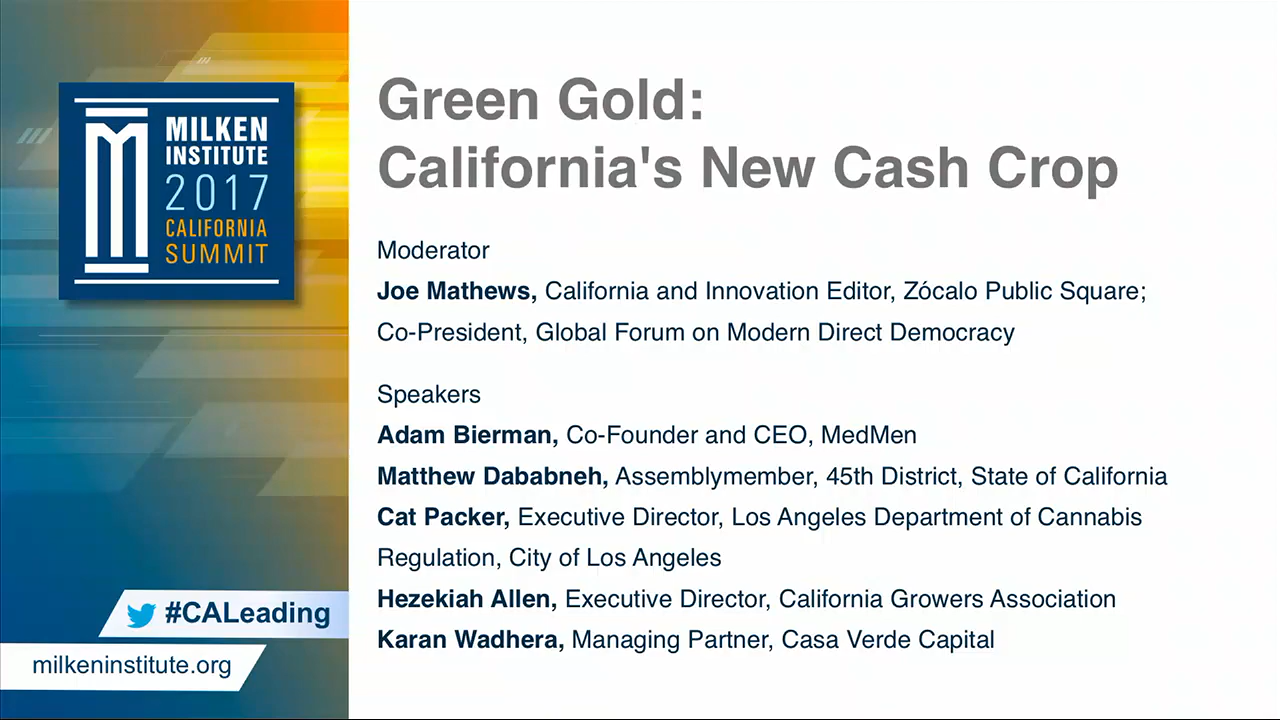 MILKEN
INSTITUTE
2017
CALIFORNIA
SUMMIT
#CALeading
milkeninstitute.org
Green Gold:
California's New Cash Crop
Moderator
Joe Mathews, California and Innovation Editor, Zócalo Public Square;
Co-President, Global Forum on Modern Direct Democracy
Speakers
Adam Bierman, Co-Founder and CEO, MedMen
Matthew Dababneh, Assemblymember, 45th District, State of California
Cat Packer, Executive Director, Los Angeles Department of Cannabis
Regulation, City of Los Angeles
Hezekiah Allen, Executive Director, California Growers Association
Karan Wadhera, Managing Partner, Casa Verde Capital